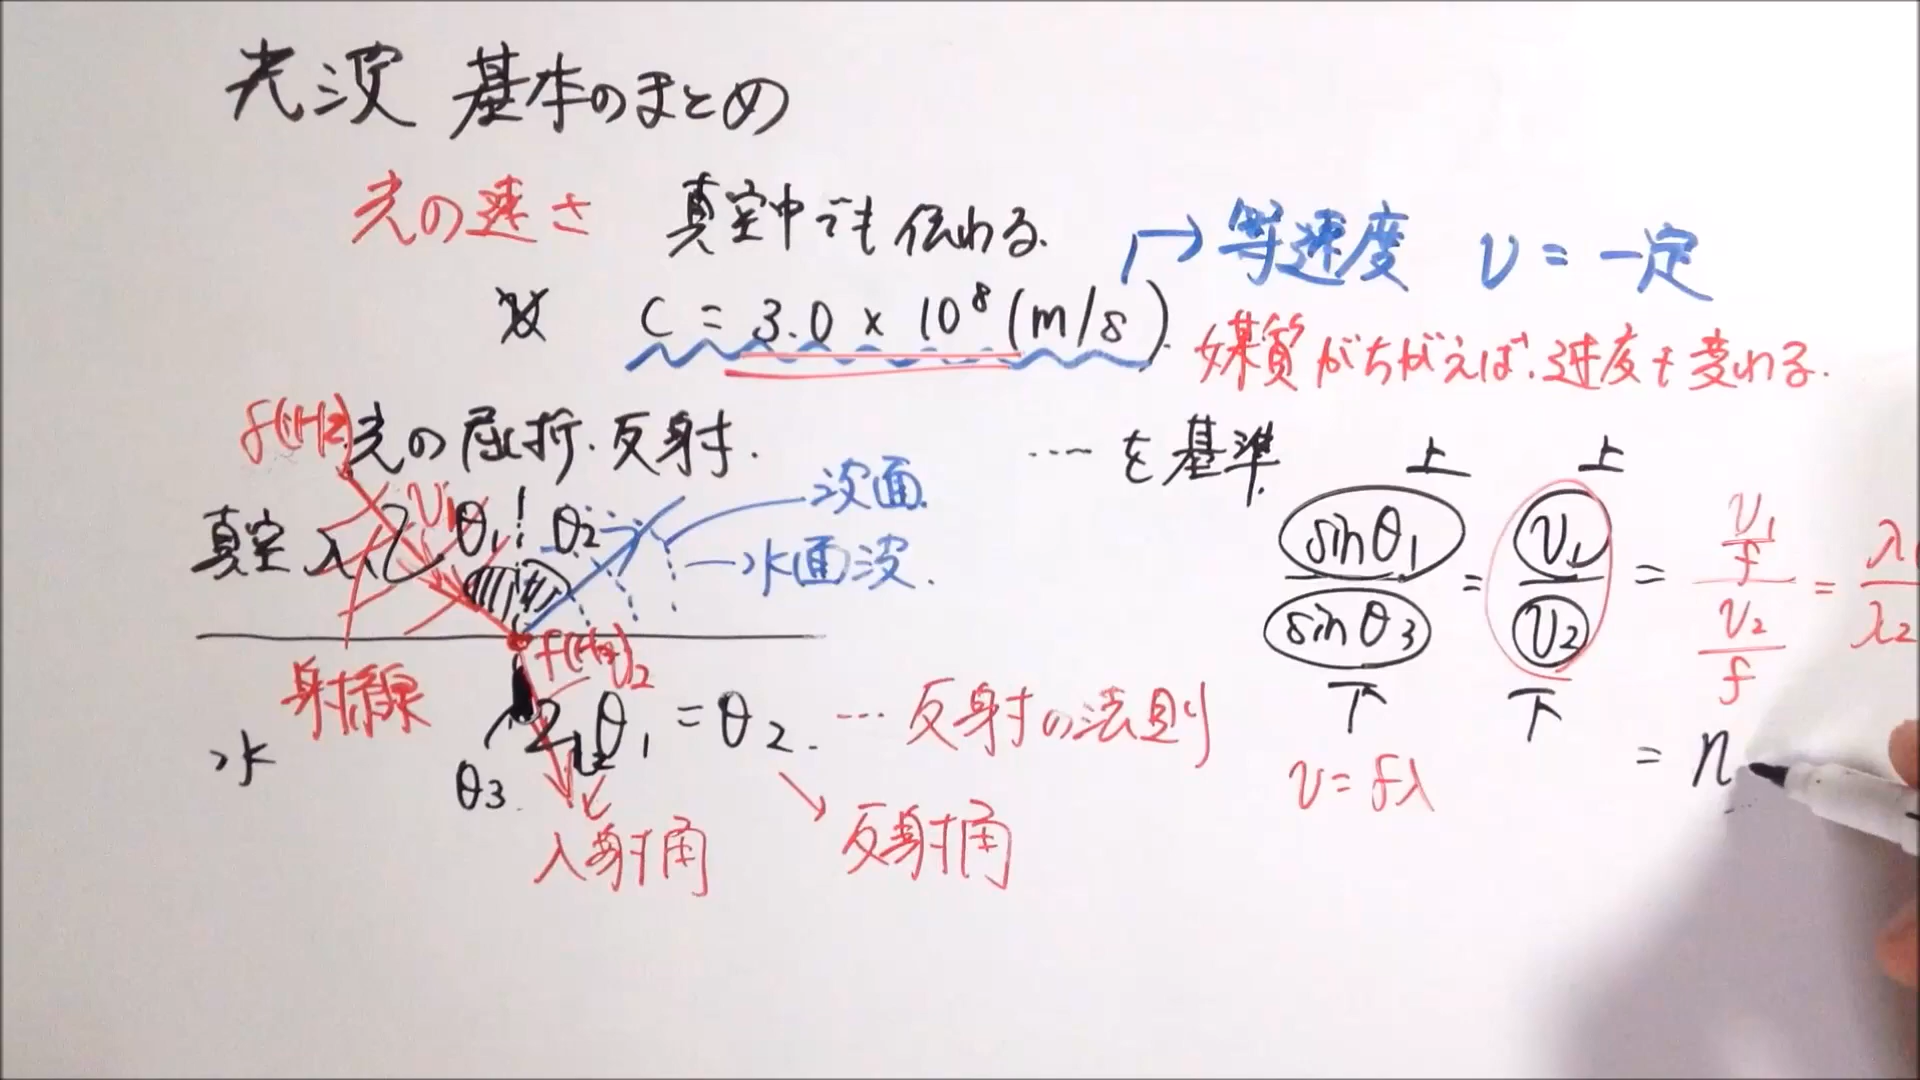 光波 基本のまとめ
光の速さ 真空中でも伝わる.
→ 等速度 v = 一定
C = 3.0 × 10⁸ (m/s).
媒質がちがえば.速度も変わる.
f(Hz)
光の屈折.反射.
… を基準.
真空 λ1 v1 θ1 θ2
波面.
水面波.
上 上
sinθ1 / sinθ3 = v1 / v2 = v1/f / v2/f = λ1 / λ2
下 下
射線
f(Hz)
水
θ3.
v2
θ1 = θ2. … 反射の法則
入射角
反射角
v = fλ
= n